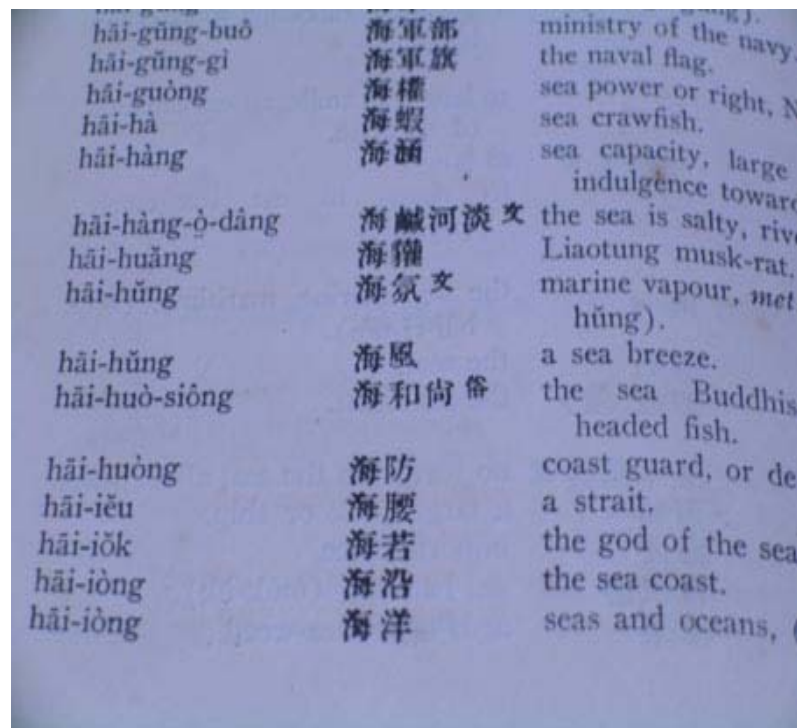 hāi-gŭng-buô 海軍部 ministry of the navy.
hāi-gŭng-gì 海軍旗 the naval flag.
hāi-guòng 海權 sea power or right, N
hāi-hà 海蝦 sea crawfish.
hāi-hàng 海涵 sea capacity, large
indulgence toward
hāi-hàng-ò̤-dâng 海鹹河淡 文 the sea is salty, rive
hāi-huăng 海獾 Liaotung musk-rat.
hāi-hŭng 海氛 文 marine vapour, met
hŭng).
hāi-hŭng 海風 a sea breeze.
hāi-huò-siông 海和尙 俗 the sea Buddhis
headed fish.
hāi-huòng 海防 coast guard, or de
hāi-iĕu 海腰 a strait.
hāi-iŏk 海若 the god of the sea
hāi-iòng 海沿 the sea coast.
hāi-iòng 海洋 seas and oceans, (